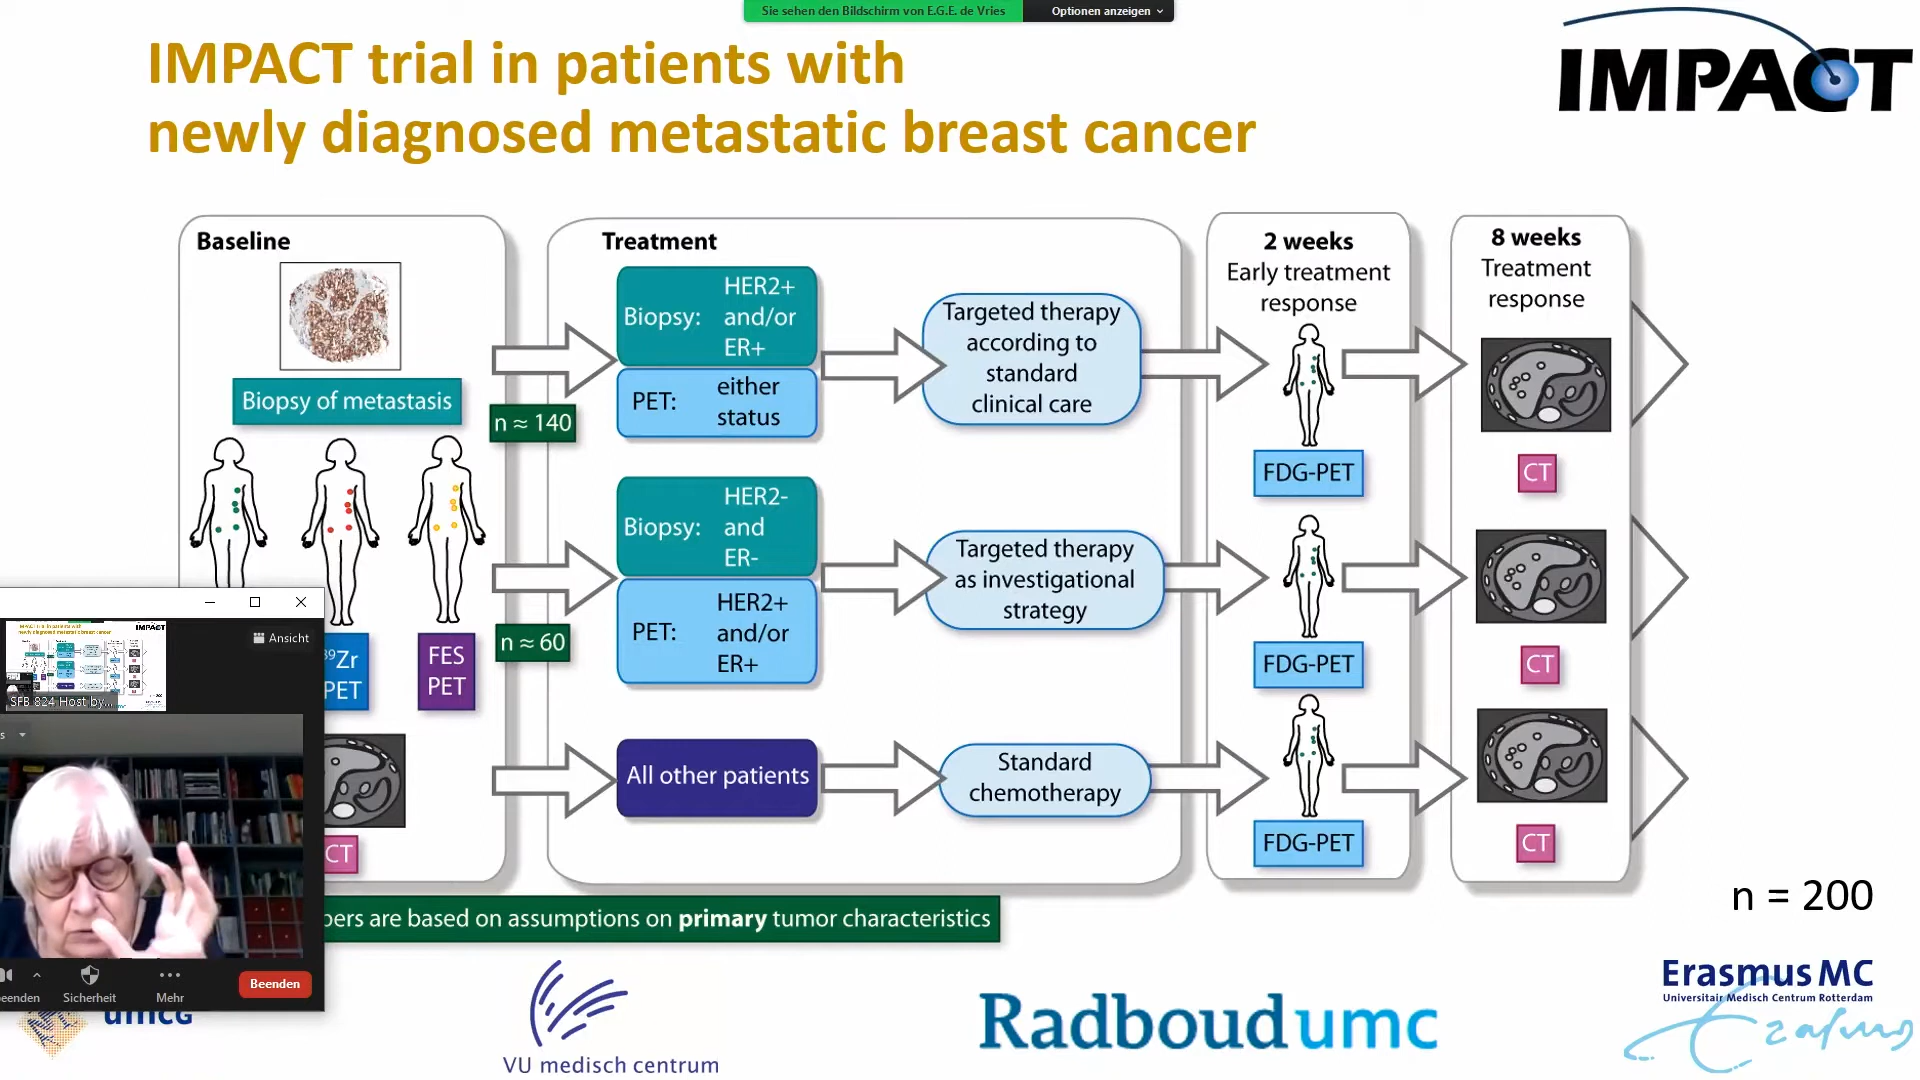 Sie sehen den Bildschirm von E.G.E. de Vries
Optionen anzeigen
IMPACT trial in patients with
newly diagnosed metastatic breast cancer
IMPACT
Baseline
Biopsy of metastasis
n ≈ 140
n ≈ 60
89Zr
PET
FES
PET
CT
Treatment
Biopsy:
HER2+
and/or
ER+
PET:
either
status
Targeted therapy
according to
standard
clinical care
Biopsy:
HER2-
and
ER-
PET:
HER2+
and/or
ER+
Targeted therapy
as investigational
strategy
All other patients
Standard
chemotherapy
2 weeks
Early treatment
response
FDG-PET
FDG-PET
FDG-PET
8 weeks
Treatment
response
CT
CT
CT
n = 200
are based on assumptions on primary tumor characteristics
Ansicht
SFB 824 Host by...
Sicherheit
Mehr
Beenden
umcg
VU medisch centrum
Radboudumc
Erasmus MC
Universitair Medisch Centrum Rotterdam
Erasmus